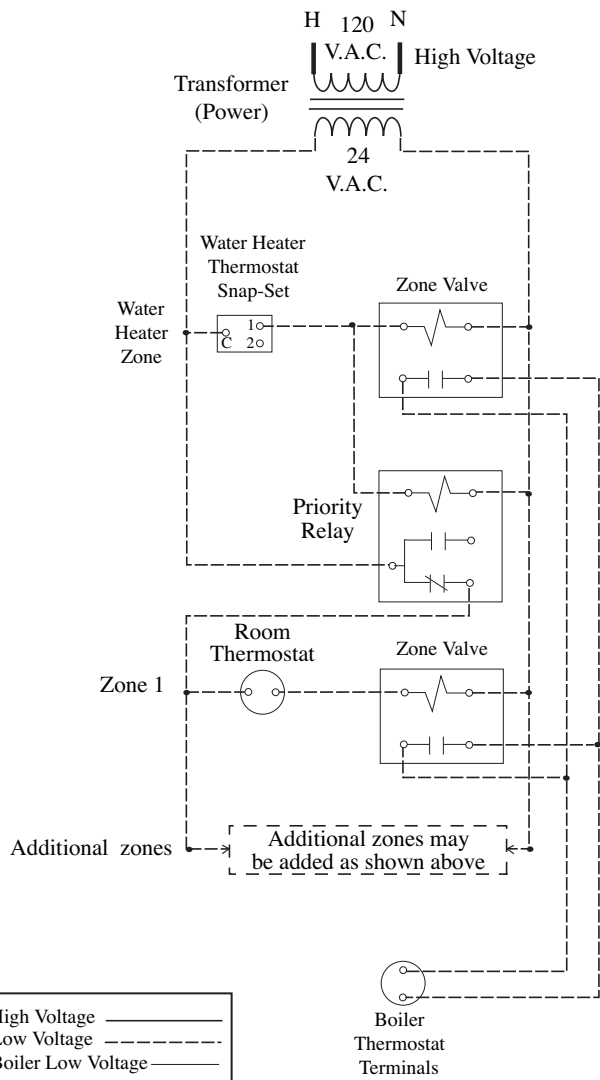 H 120 N
V.A.C.
High Voltage
Transformer
(Power)
24
V.A.C.
Water Heater
Thermostat
Snap-Set
Zone Valve
Water
Heater
Zone
1
C 2
Priority
Relay
Room
Thermostat
Zone Valve
Zone 1
Additional zones
Additional zones may
be added as shown above
High Voltage
Low Voltage
Boiler Low Voltage
Boiler
Thermostat
Terminals